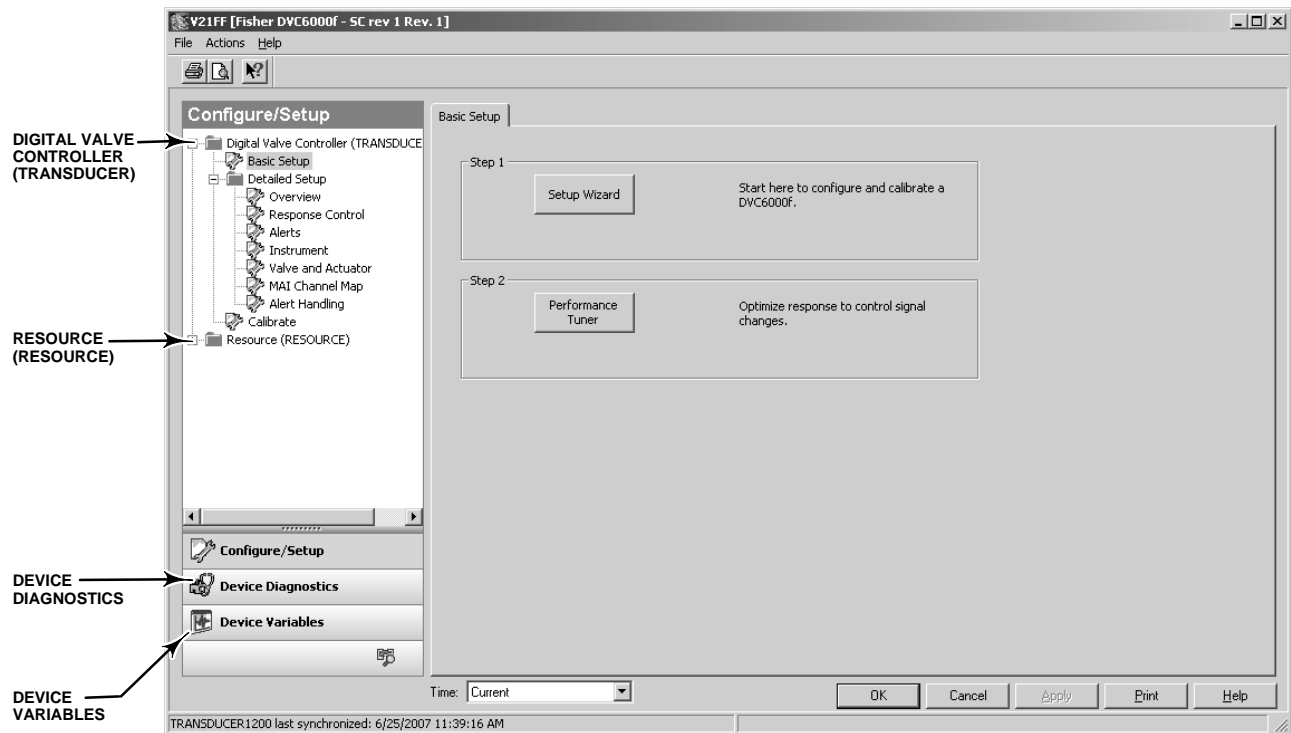 V21FF [Fisher DVC6000f - SC rev 1 Rev. 1]
File Actions Help
Configure/Setup
Digital Valve Controller (TRANSDUCE
Basic Setup
Detailed Setup
Overview
Response Control
Alerts
Instrument
Valve and Actuator
MAI Channel Map
Alert Handling
Calibrate
Resource (RESOURCE)
Configure/Setup
Device Diagnostics
Device Variables
Basic Setup
Step 1
Setup Wizard
Start here to configure and calibrate a
DVC6000f.
Step 2
Performance
Tuner
Optimize response to control signal
changes.
Time: Current
OK Cancel Apply Print Help
TRANSDUCER1200 last synchronized: 6/25/2007 11:39:16 AM
DIGITAL VALVE
CONTROLLER
(TRANSDUCER)
RESOURCE
(RESOURCE)
DEVICE
DIAGNOSTICS
DEVICE
VARIABLES